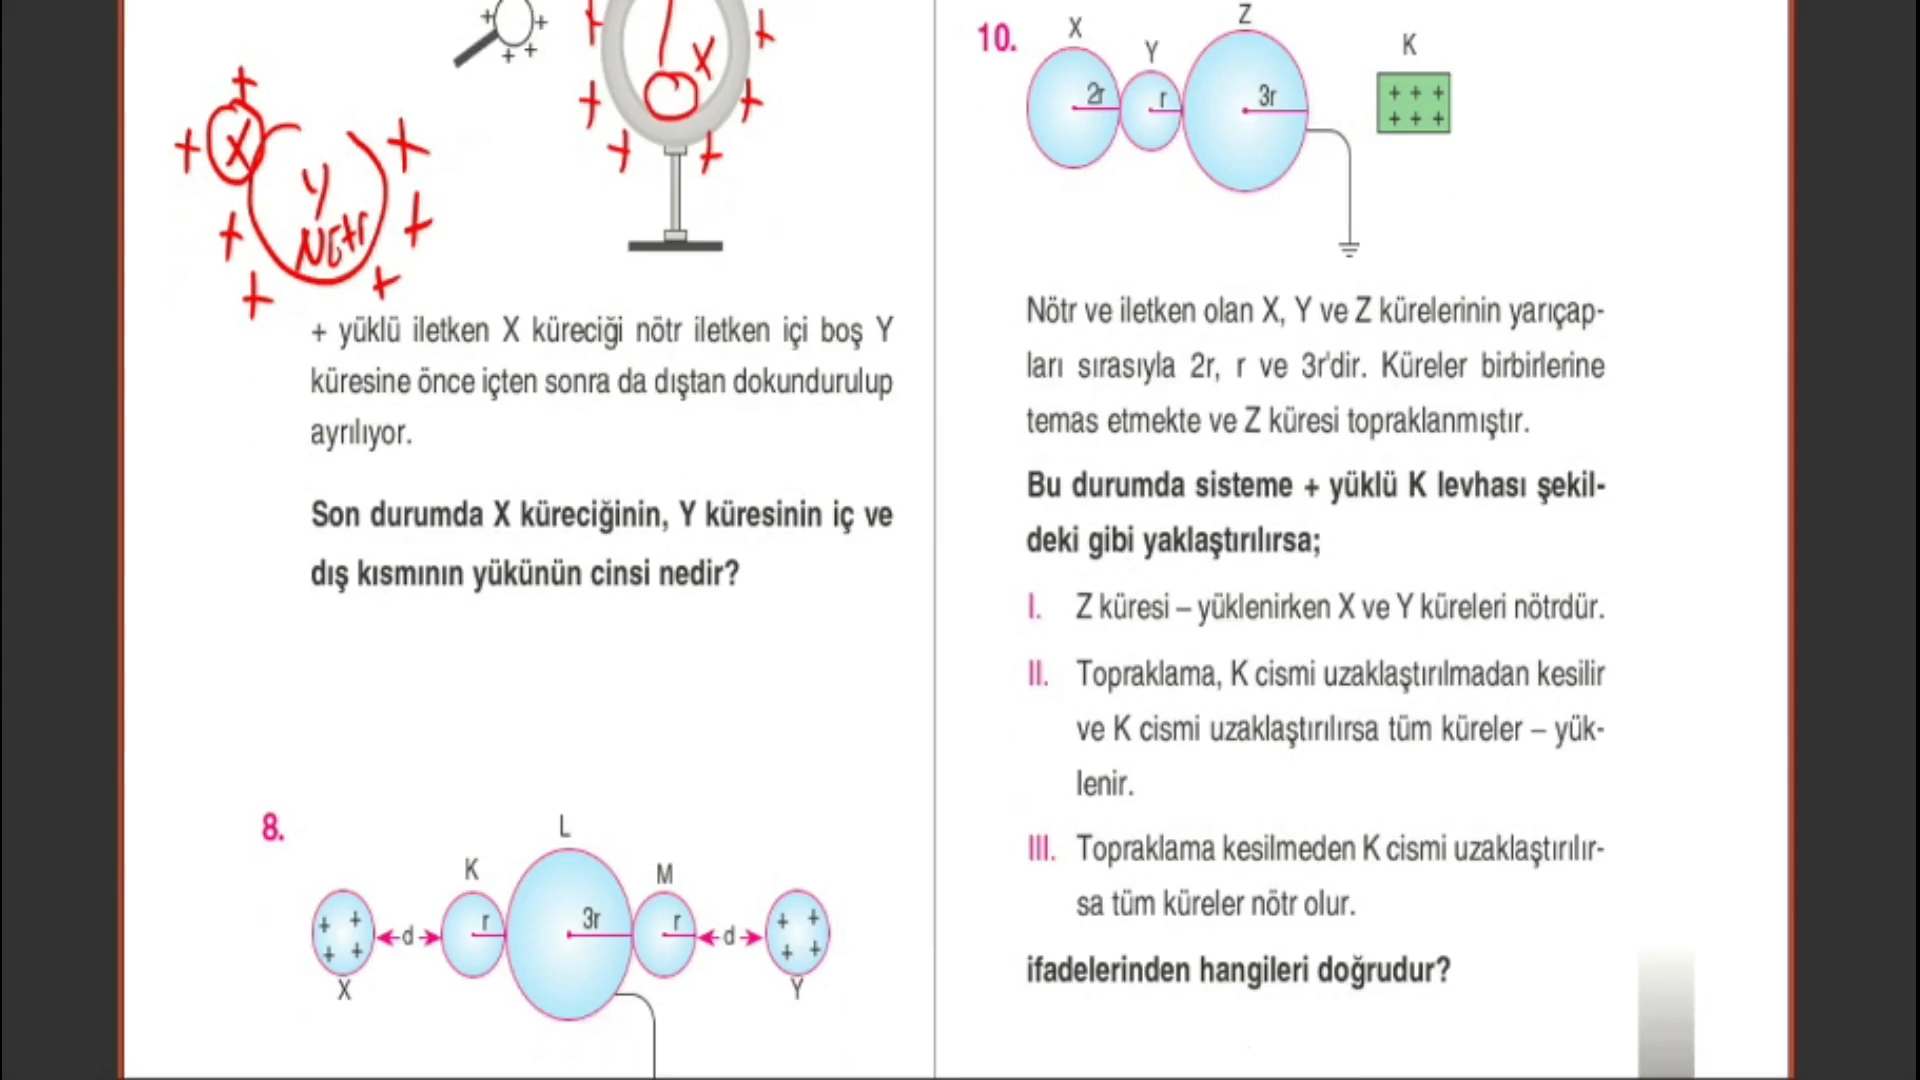 X
X
Y
Nötr
+ yüklü iletken X küreciği nötr iletken içi boş Y
küresine önce içten sonra da dıştan dokundurulup
ayrılıyor.
Son durumda X küreciğinin, Y küresinin iç ve
dış kısmının yükünün cinsi nedir?
8.
L
K
M
r
3r
r
d
d
X
Y
10.
X
Y
Z
K
2r
r
3r
+ + +
+ + +
Nötr ve iletken olan X, Y ve Z kürelerinin yarıçap-
ları sırasıyla 2r, r ve 3r'dir. Küreler birbirlerine
temas etmekte ve Z küresi topraklanmıştır.
Bu durumda sisteme + yüklü K levhası şekil-
deki gibi yaklaştırılırsa;
I. Z küresi – yüklenirken X ve Y küreleri nötrdür.
II. Topraklama, K cismi uzaklaştırılmadan kesilir
ve K cismi uzaklaştırılırsa tüm küreler – yük-
lenir.
III. Topraklama kesilmeden K cismi uzaklaştırılır-
sa tüm küreler nötr olur.
ifadelerinden hangileri doğrudur?